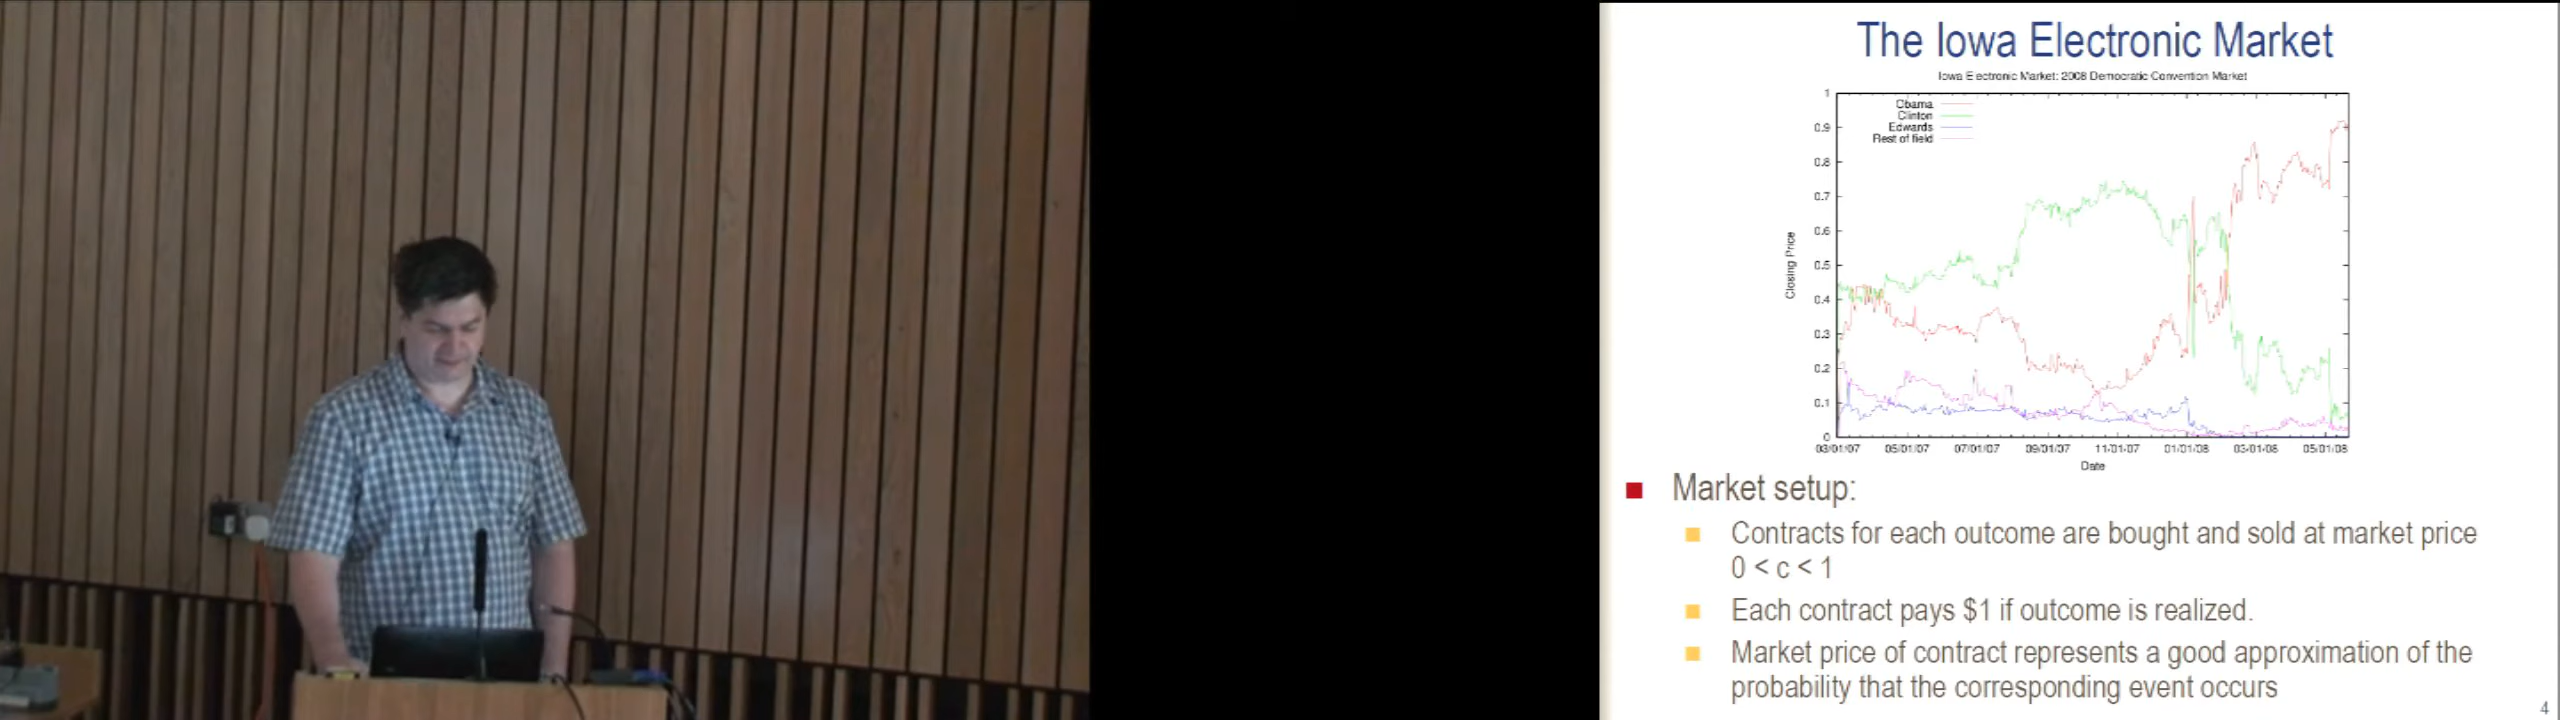 The Iowa Electronic Market
Iowa Electronic Market: 2008 Democratic Convention Market
Obama
Clinton
Edwards
Rest of field
1
0.9
0.8
0.7
0.6
0.5
0.4
0.3
0.2
0.1
0
Closing Price
03/01/07 05/01/07 07/01/07 09/01/07 11/01/07 01/01/08 03/01/08 05/01/08
Date
Market setup:
Contracts for each outcome are bought and sold at market price
0 < c < 1
Each contract pays $1 if outcome is realized.
Market price of contract represents a good approximation of the
probability that the corresponding event occurs
4